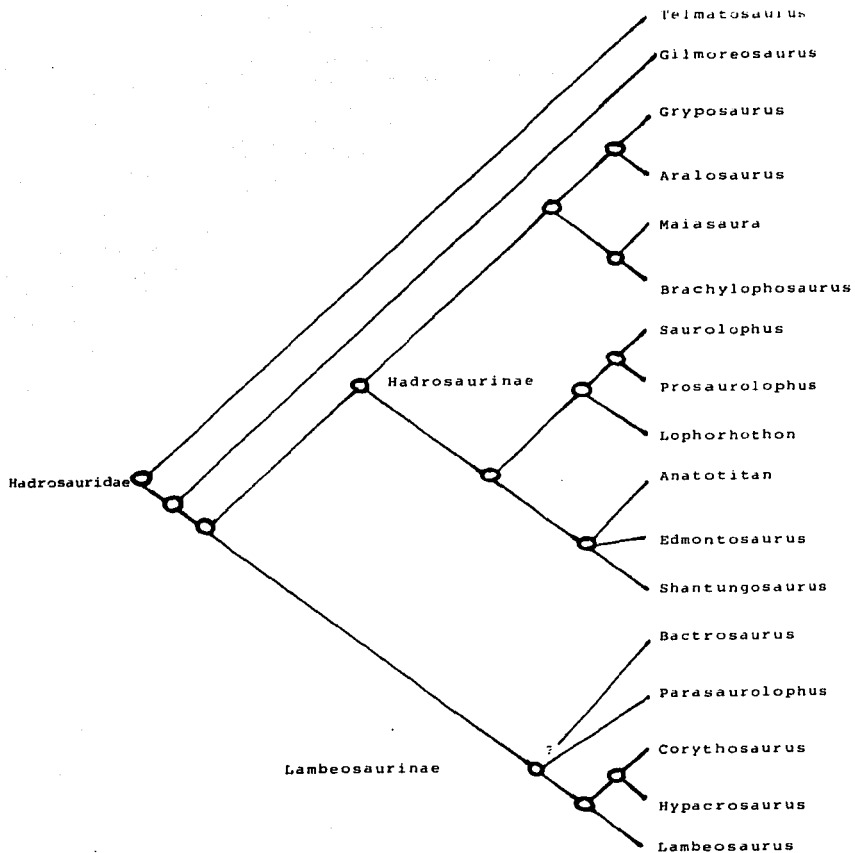 Telmatosaurus
Gilmoreosaurus
Gryposaurus
Aralosaurus
Maiasaura
Brachylophosaurus
Saurolophus
Hadrosaurinae
Prosaurolophus
Lophorhothon
Anatotitan
Hadrosauridae
Edmontosaurus
Shantungosaurus
Bactrosaurus
Parasaurolophus
?
Corythosaurus
Lambeosaurinae
Hypacrosaurus
Lambeosaurus